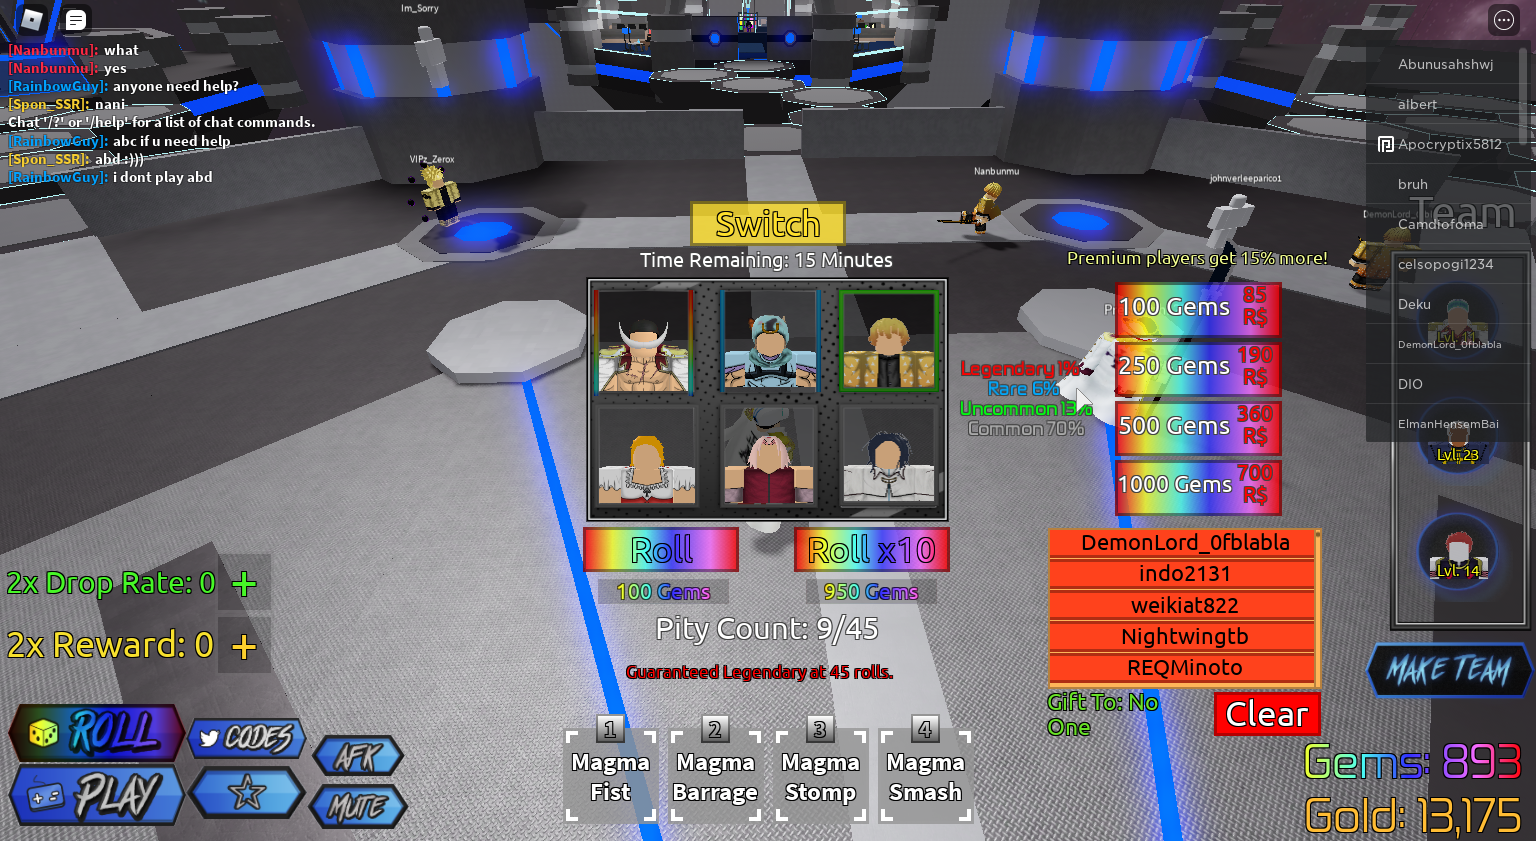 Im_Sorry
[Nanbunmu]: what
[Nanbunmu]: yes
[RainbowGuy]: anyone need help?
[Spon_SSR]: nani
Chat '/?' or '/help' for a list of chat commands.
[RainbowGuy]: abc if u need help
[Spon_SSR]: abd :)))
[RainbowGuy]: i dont play abd
VIPz_Zerox
Nanbunmu
johnverleeparico1
Abunusahshwj
albert
Apocryptix5812
bruh
Team
Camdiofoma
celsopogi1234
Deku
DemonLord_0fblabla
DIO
ElmanHensemBai
Switch
Time Remaining: 15 Minutes
Premium players get 15% more!
100 Gems 85 R$
250 Gems 190 R$
500 Gems 360 R$
1000 Gems 700 R$
Legendary 1%
Rare 6%
Uncommon 13%
Common 70%
Lvl: 23
Lvl: 14
Roll
Roll x10
100 Gems
950 Gems
Pity Count: 9/45
Guaranteed Legendary at 45 rolls.
DemonLord_0fblabla
indo2131
weikiat822
Nightwingtb
REQMinoto
Gift To: No
One
Clear
MAKE TEAM
2x Drop Rate: 0 +
2x Reward: 0 +
ROLL
CODES
AFK
PLAY
MUTE
1
Magma
Fist
2
Magma
Barrage
3
Magma
Stomp
4
Magma
Smash
Gems: 893
Gold: 13,175